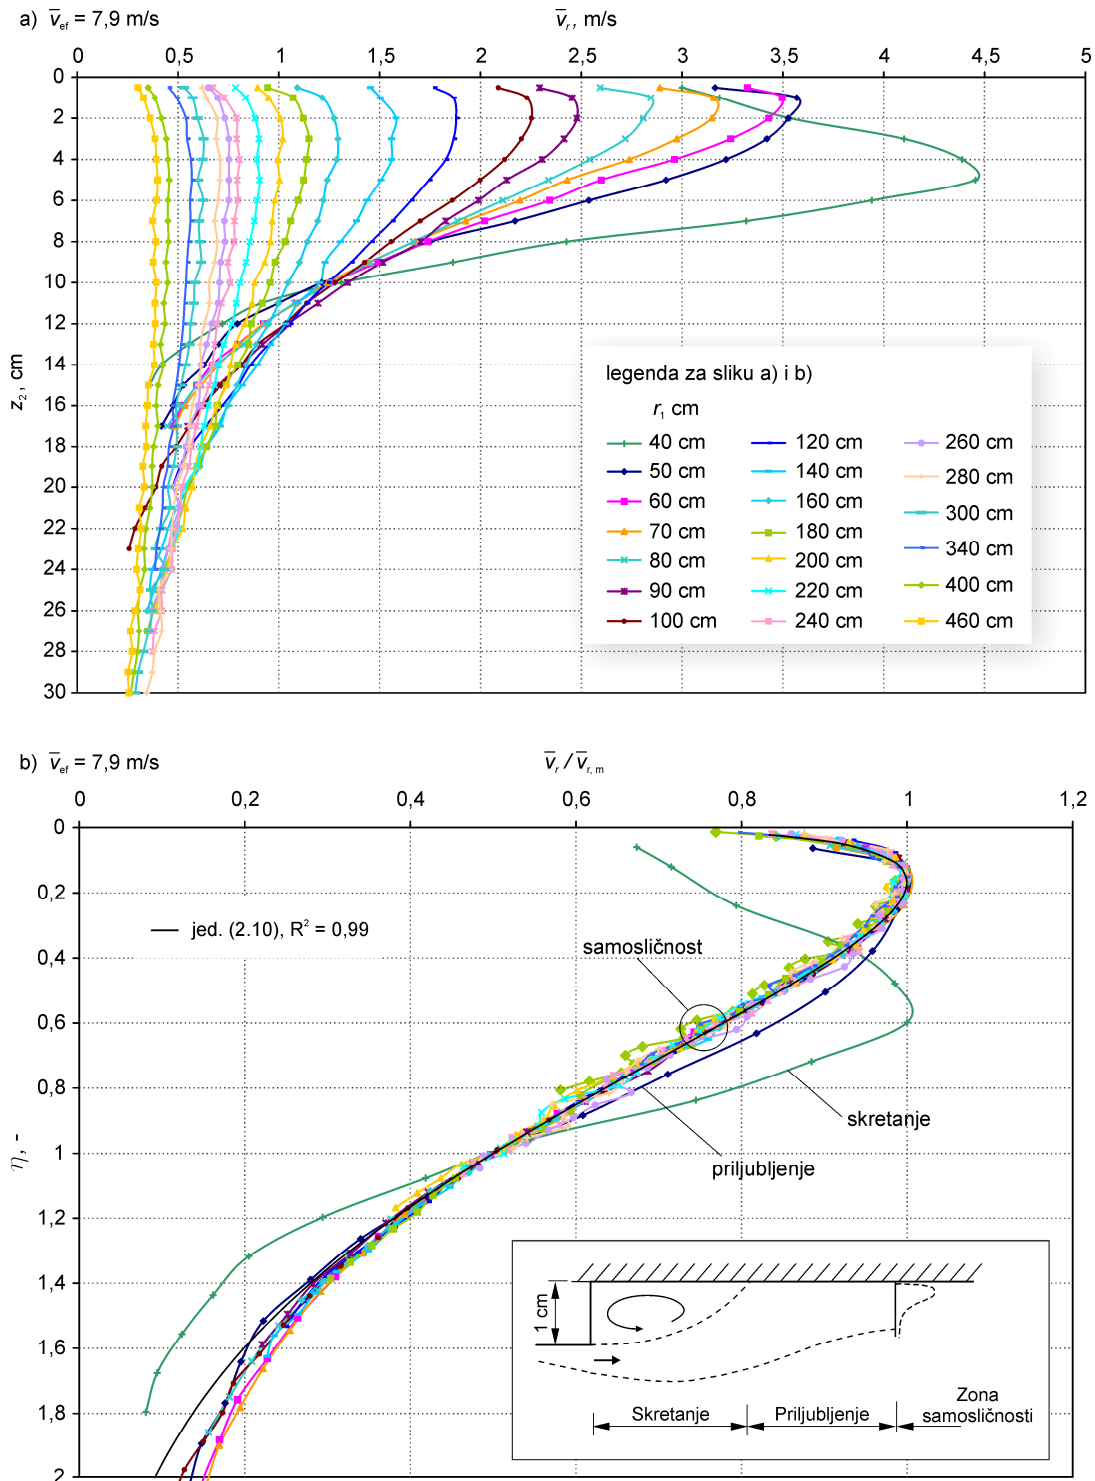 a) v̅ef = 7,9 m/s
v̅r, m/s
0 0,5 1 1,5 2 2,5 3 3,5 4 4,5 5
0
2
4
6
8
10
12
14
16
18
20
22
24
26
28
30
z2, cm
legenda za sliku a) i b)
r1 cm
40 cm 120 cm 260 cm
50 cm 140 cm 280 cm
60 cm 160 cm 300 cm
70 cm 180 cm 340 cm
80 cm 200 cm 400 cm
90 cm 220 cm 460 cm
100 cm 240 cm
b) v̅ef = 7,9 m/s
v̅r / v̅r, m
0 0,2 0,4 0,6 0,8 1 1,2
0
0,2
0,4
0,6
0,8
1
1,2
1,4
1,6
1,8
2
η, -
jed. (2.10), R² = 0,99
samosličnost
skretanje
priljubljenje
1 cm
Skretanje
Priljubljenje
Zona
samosličnosti